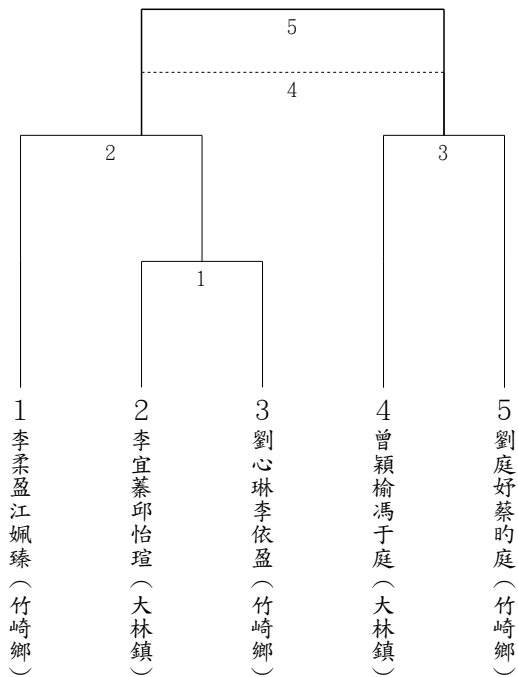 5
4
2
3
1
1 李柔盈江姵臻(竹崎鄉)
2 李宜蓁邱怡瑄(大林鎮)
3 劉心琳李依盈(竹崎鄉)
4 曾穎榆馮于庭(大林鎮)
5 劉庭妤蔡昀庭(竹崎鄉)